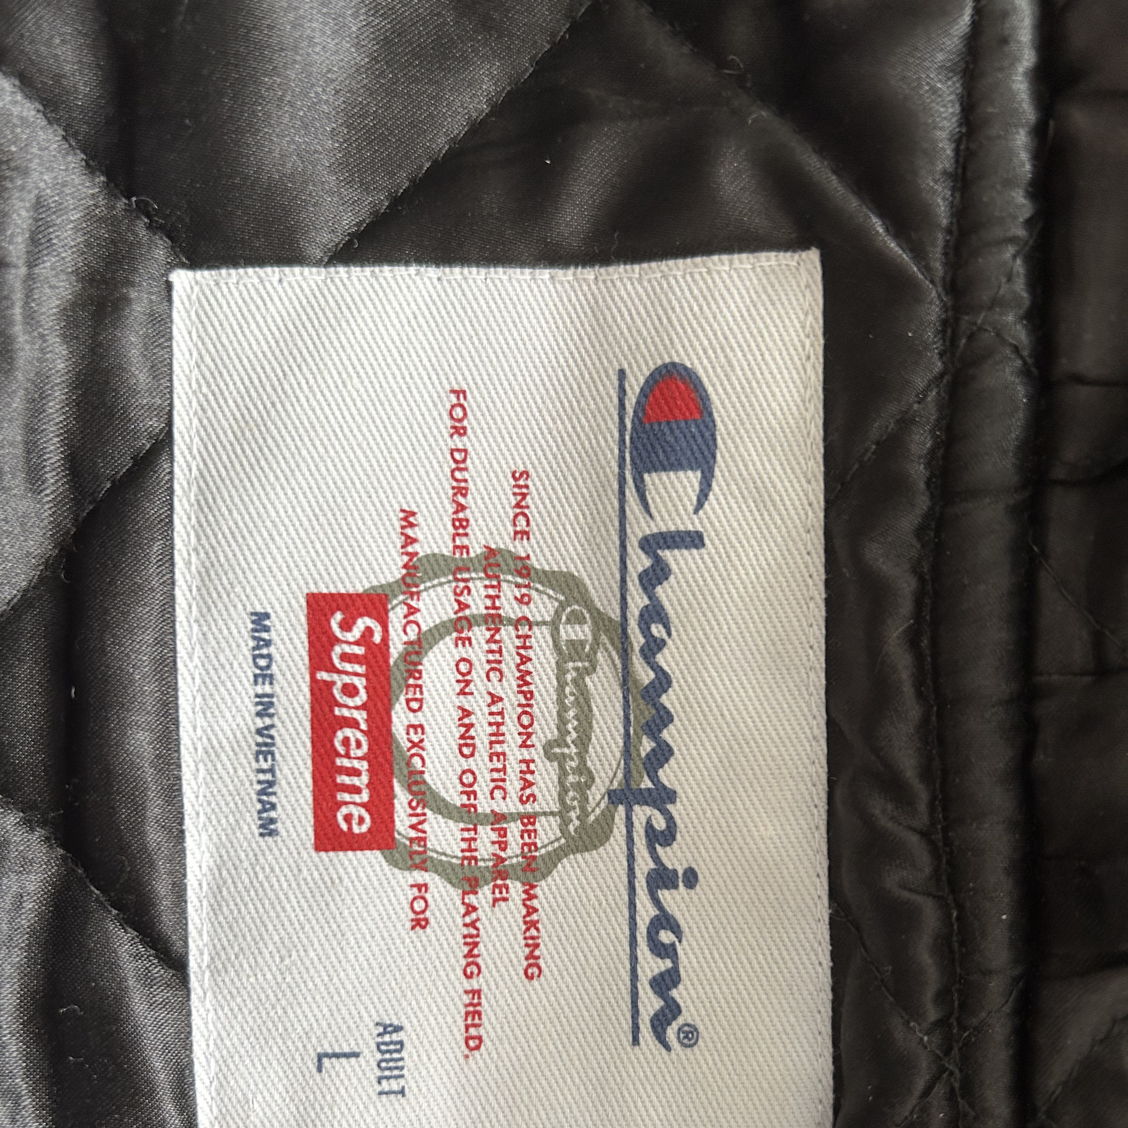 Champion®
Champion
SINCE 1919 CHAMPION HAS BEEN MAKING
AUTHENTIC ATHLETIC APPAREL
FOR DURABLE USAGE ON AND OFF THE PLAYING FIELD.
MANUFACTURED EXCLUSIVELY FOR
Supreme
MADE IN VIETNAM
ADULT
L